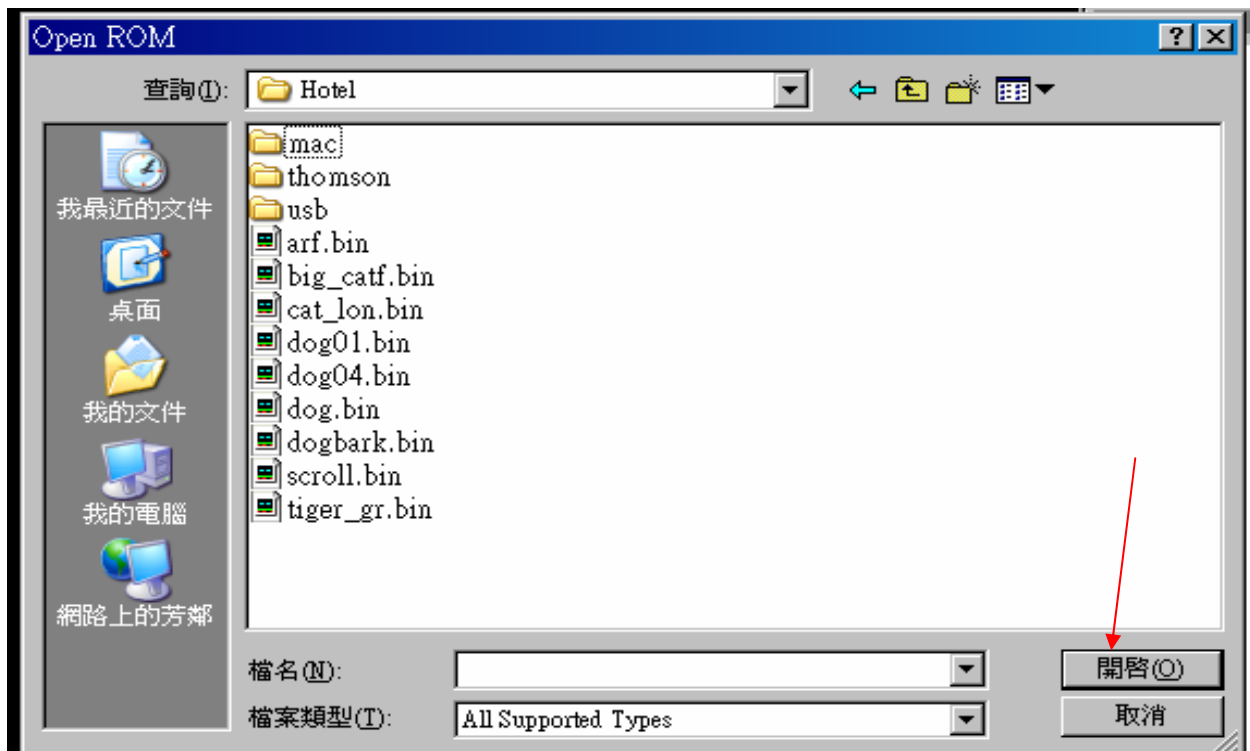 Open ROM
查詢(I):
Hotel
我最近的文件
桌面
我的文件
我的電腦
網路上的芳鄰
mac
thomson
usb
arf.bin
big_catf.bin
cat_lon.bin
dog01.bin
dog04.bin
dog.bin
dogbark.bin
scroll.bin
tiger_gr.bin
檔名(N):
開啓(O)
檔案類型(T):
All Supported Types
取消